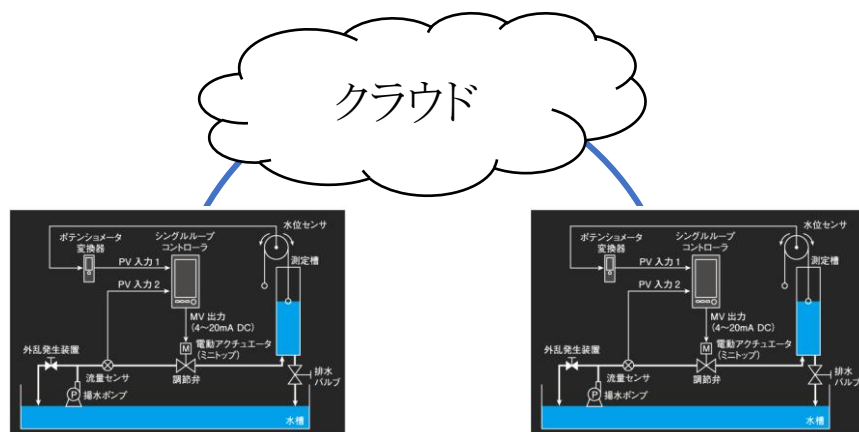 クラウド
水位センサ
ポテンショメータ
変換器
シングルループ
コントローラ
PV 入力 1
測定槽
PV 入力 2
MV 出力
(4～20mA DC)
外乱発生装置
M
電動アクチュエータ
(ミニトップ)
流量センサ
調節弁
排水
バルブ
P
揚水ポンプ
水槽
水位センサ
ポテンショメータ
変換器
シングルループ
コントローラ
PV 入力 1
測定槽
PV 入力 2
MV 出力
(4～20mA DC)
外乱発生装置
M
電動アクチュエータ
(ミニトップ)
流量センサ
調節弁
排水
バルブ
P
揚水ポンプ
水槽